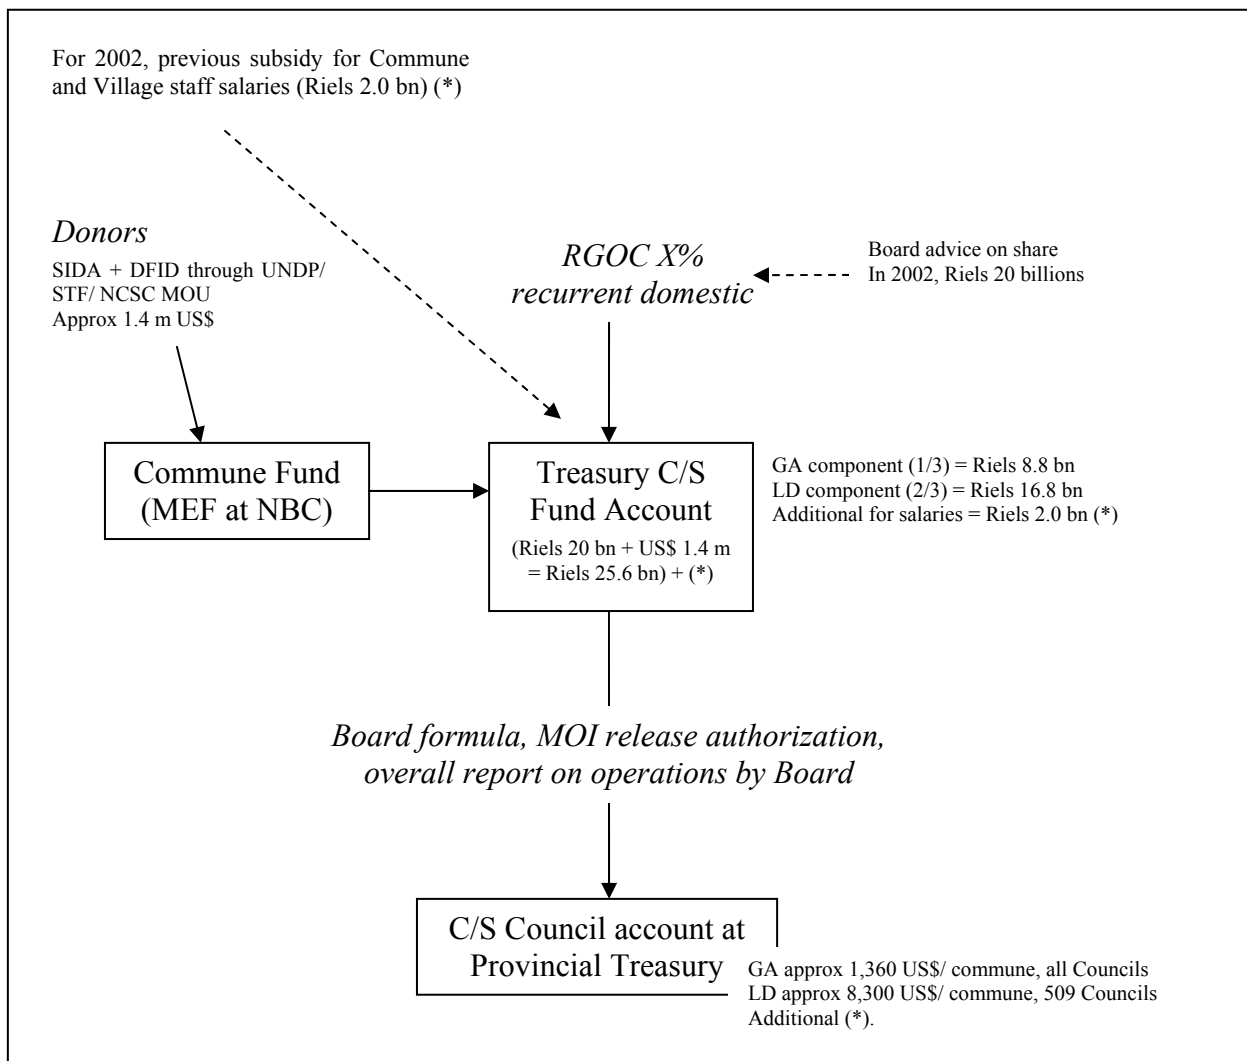 For 2002, previous subsidy for Commune
and Village staff salaries (Riels 2.0 bn) (*)
Donors
SIDA + DFID through UNDP/
STF/ NCSC MOU
Approx 1.4 m US$
RGOC X%
recurrent domestic
Board advice on share
In 2002, Riels 20 billions
Commune Fund
(MEF at NBC)
Treasury C/S
Fund Account
(Riels 20 bn + US$ 1.4 m
= Riels 25.6 bn) + (*)
GA component (1/3) = Riels 8.8 bn
LD component (2/3) = Riels 16.8 bn
Additional for salaries = Riels 2.0 bn (*)
Board formula, MOI release authorization,
overall report on operations by Board
C/S Council account at
Provincial Treasury
GA approx 1,360 US$/ commune, all Councils
LD approx 8,300 US$/ commune, 509 Councils
Additional (*).